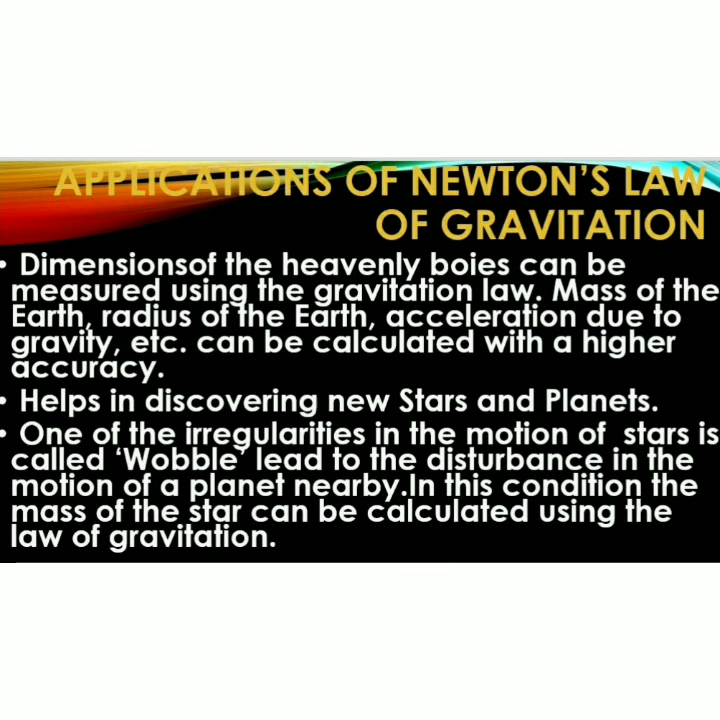 APPLICATIONS OF NEWTON'S LAW
OF GRAVITATION
• Dimensionsof the heavenly boies can be
measured using the gravitation law. Mass of the
Earth, radius of the Earth, acceleration due to
gravity, etc. can be calculated with a higher
accuracy.
• Helps in discovering new Stars and Planets.
• One of the irregularities in the motion of stars is
called ‘Wobble’ lead to the disturbance in the
motion of a planet nearby.In this condition the
mass of the star can be calculated using the
law of gravitation.